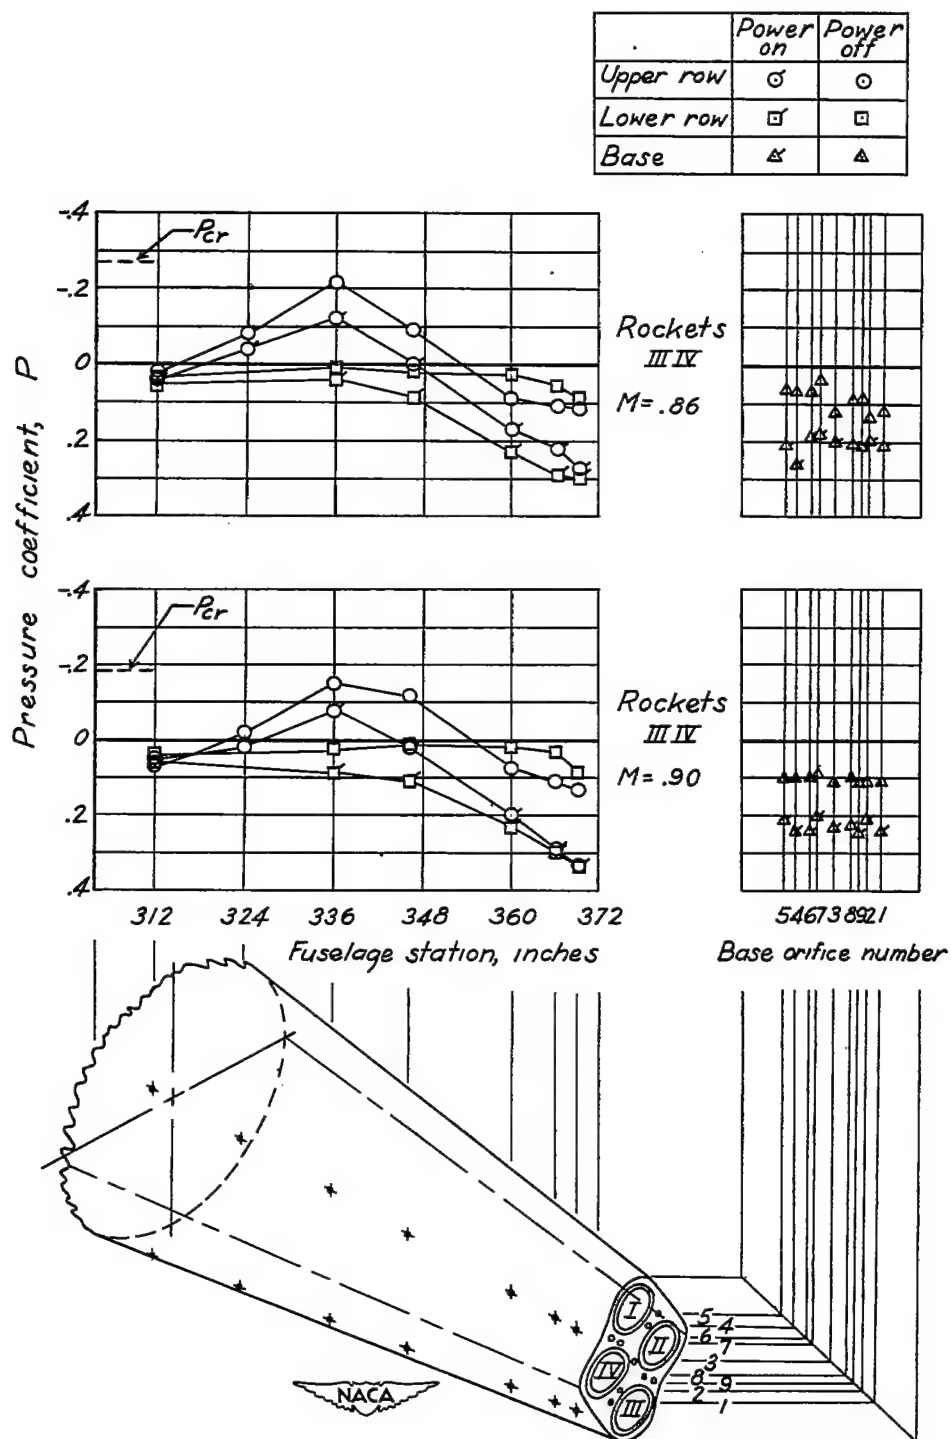 Power on
Power off
Upper row
Lower row
Base
-.4
-.2
0
.2
.4
Pcr
Rockets
III IV
M=.86
Pressure coefficient, P
-.4
-.2
0
.2
.4
Pcr
Rockets
III IV
M=.90
312 324 336 348 360 372
Fuselage station, inches
546738921
Base orifice number
I
II
IV
III
5
4
6
7
3
8
9
2
1
NACA